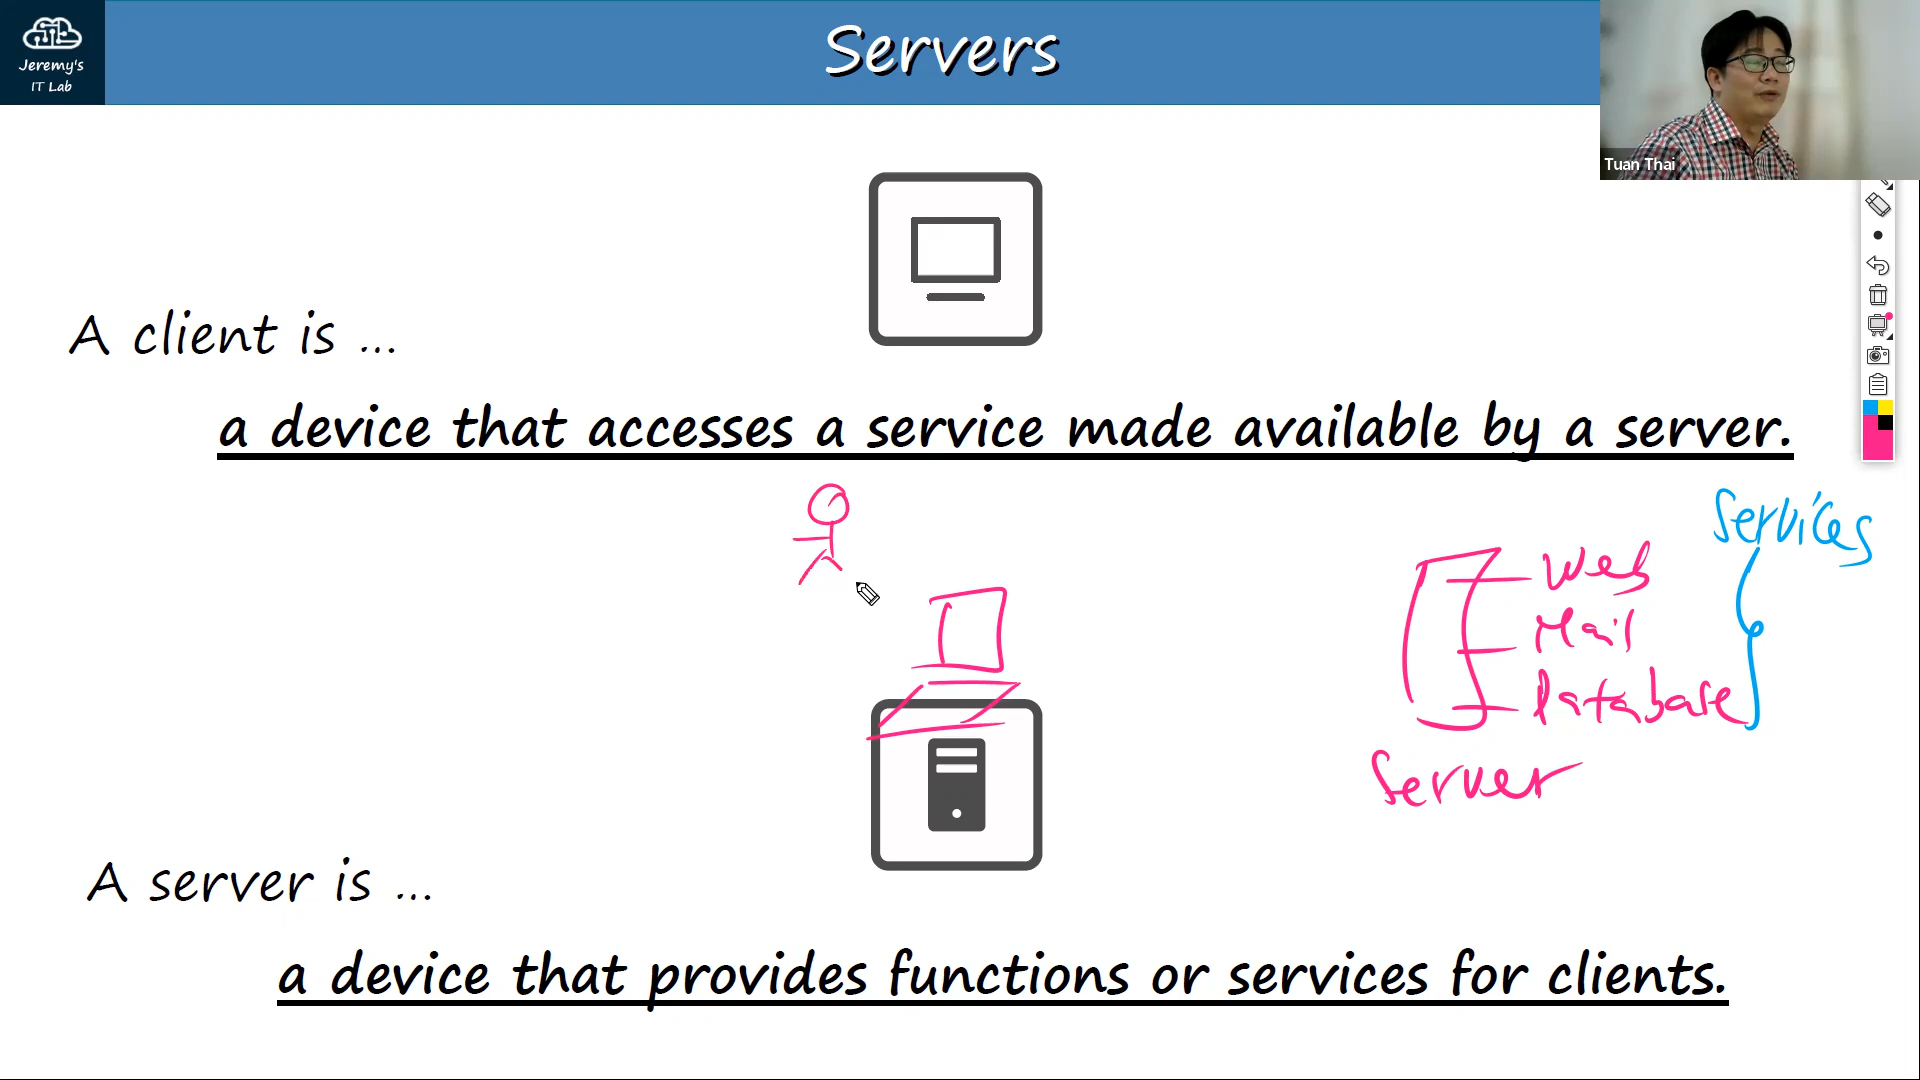 Servers
Jeremy's
IT Lab
Tuan Thai
A client is ...
a device that accesses a service made available by a server.
Services
Web
Mail
Database
Server
A server is ...
a device that provides functions or services for clients.